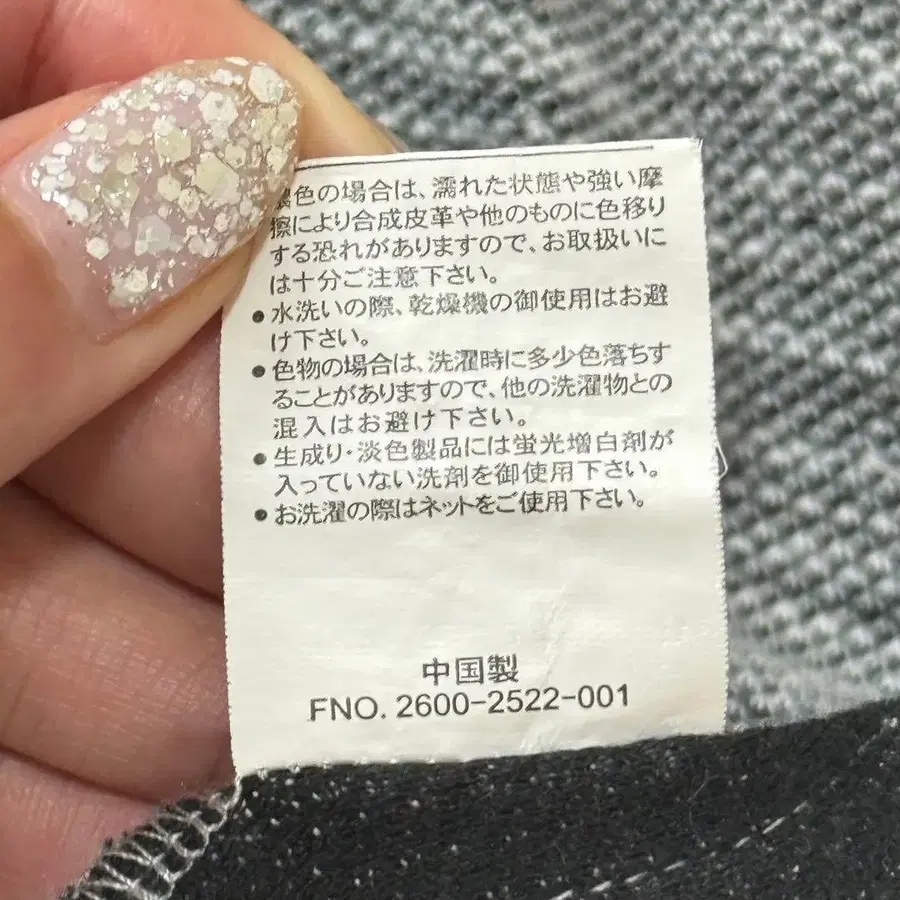 色の場合は、濡れた状態や強い摩
擦により合成皮革や他のものに色移り
する恐れがありますので、お取扱いに
は十分ご注意下さい。
●水洗いの際、乾燥機の御使用はお避
け下さい。
●色物の場合は、洗濯時に多少色落ちす
ることがありますので、他の洗濯物との
混入はお避け下さい。
●生成り・淡色製品には蛍光増白剤が
入っていない洗剤を御使用下さい。
●お洗濯の際はネットをご使用下さい。
中国製
FNO. 2600-2522-001